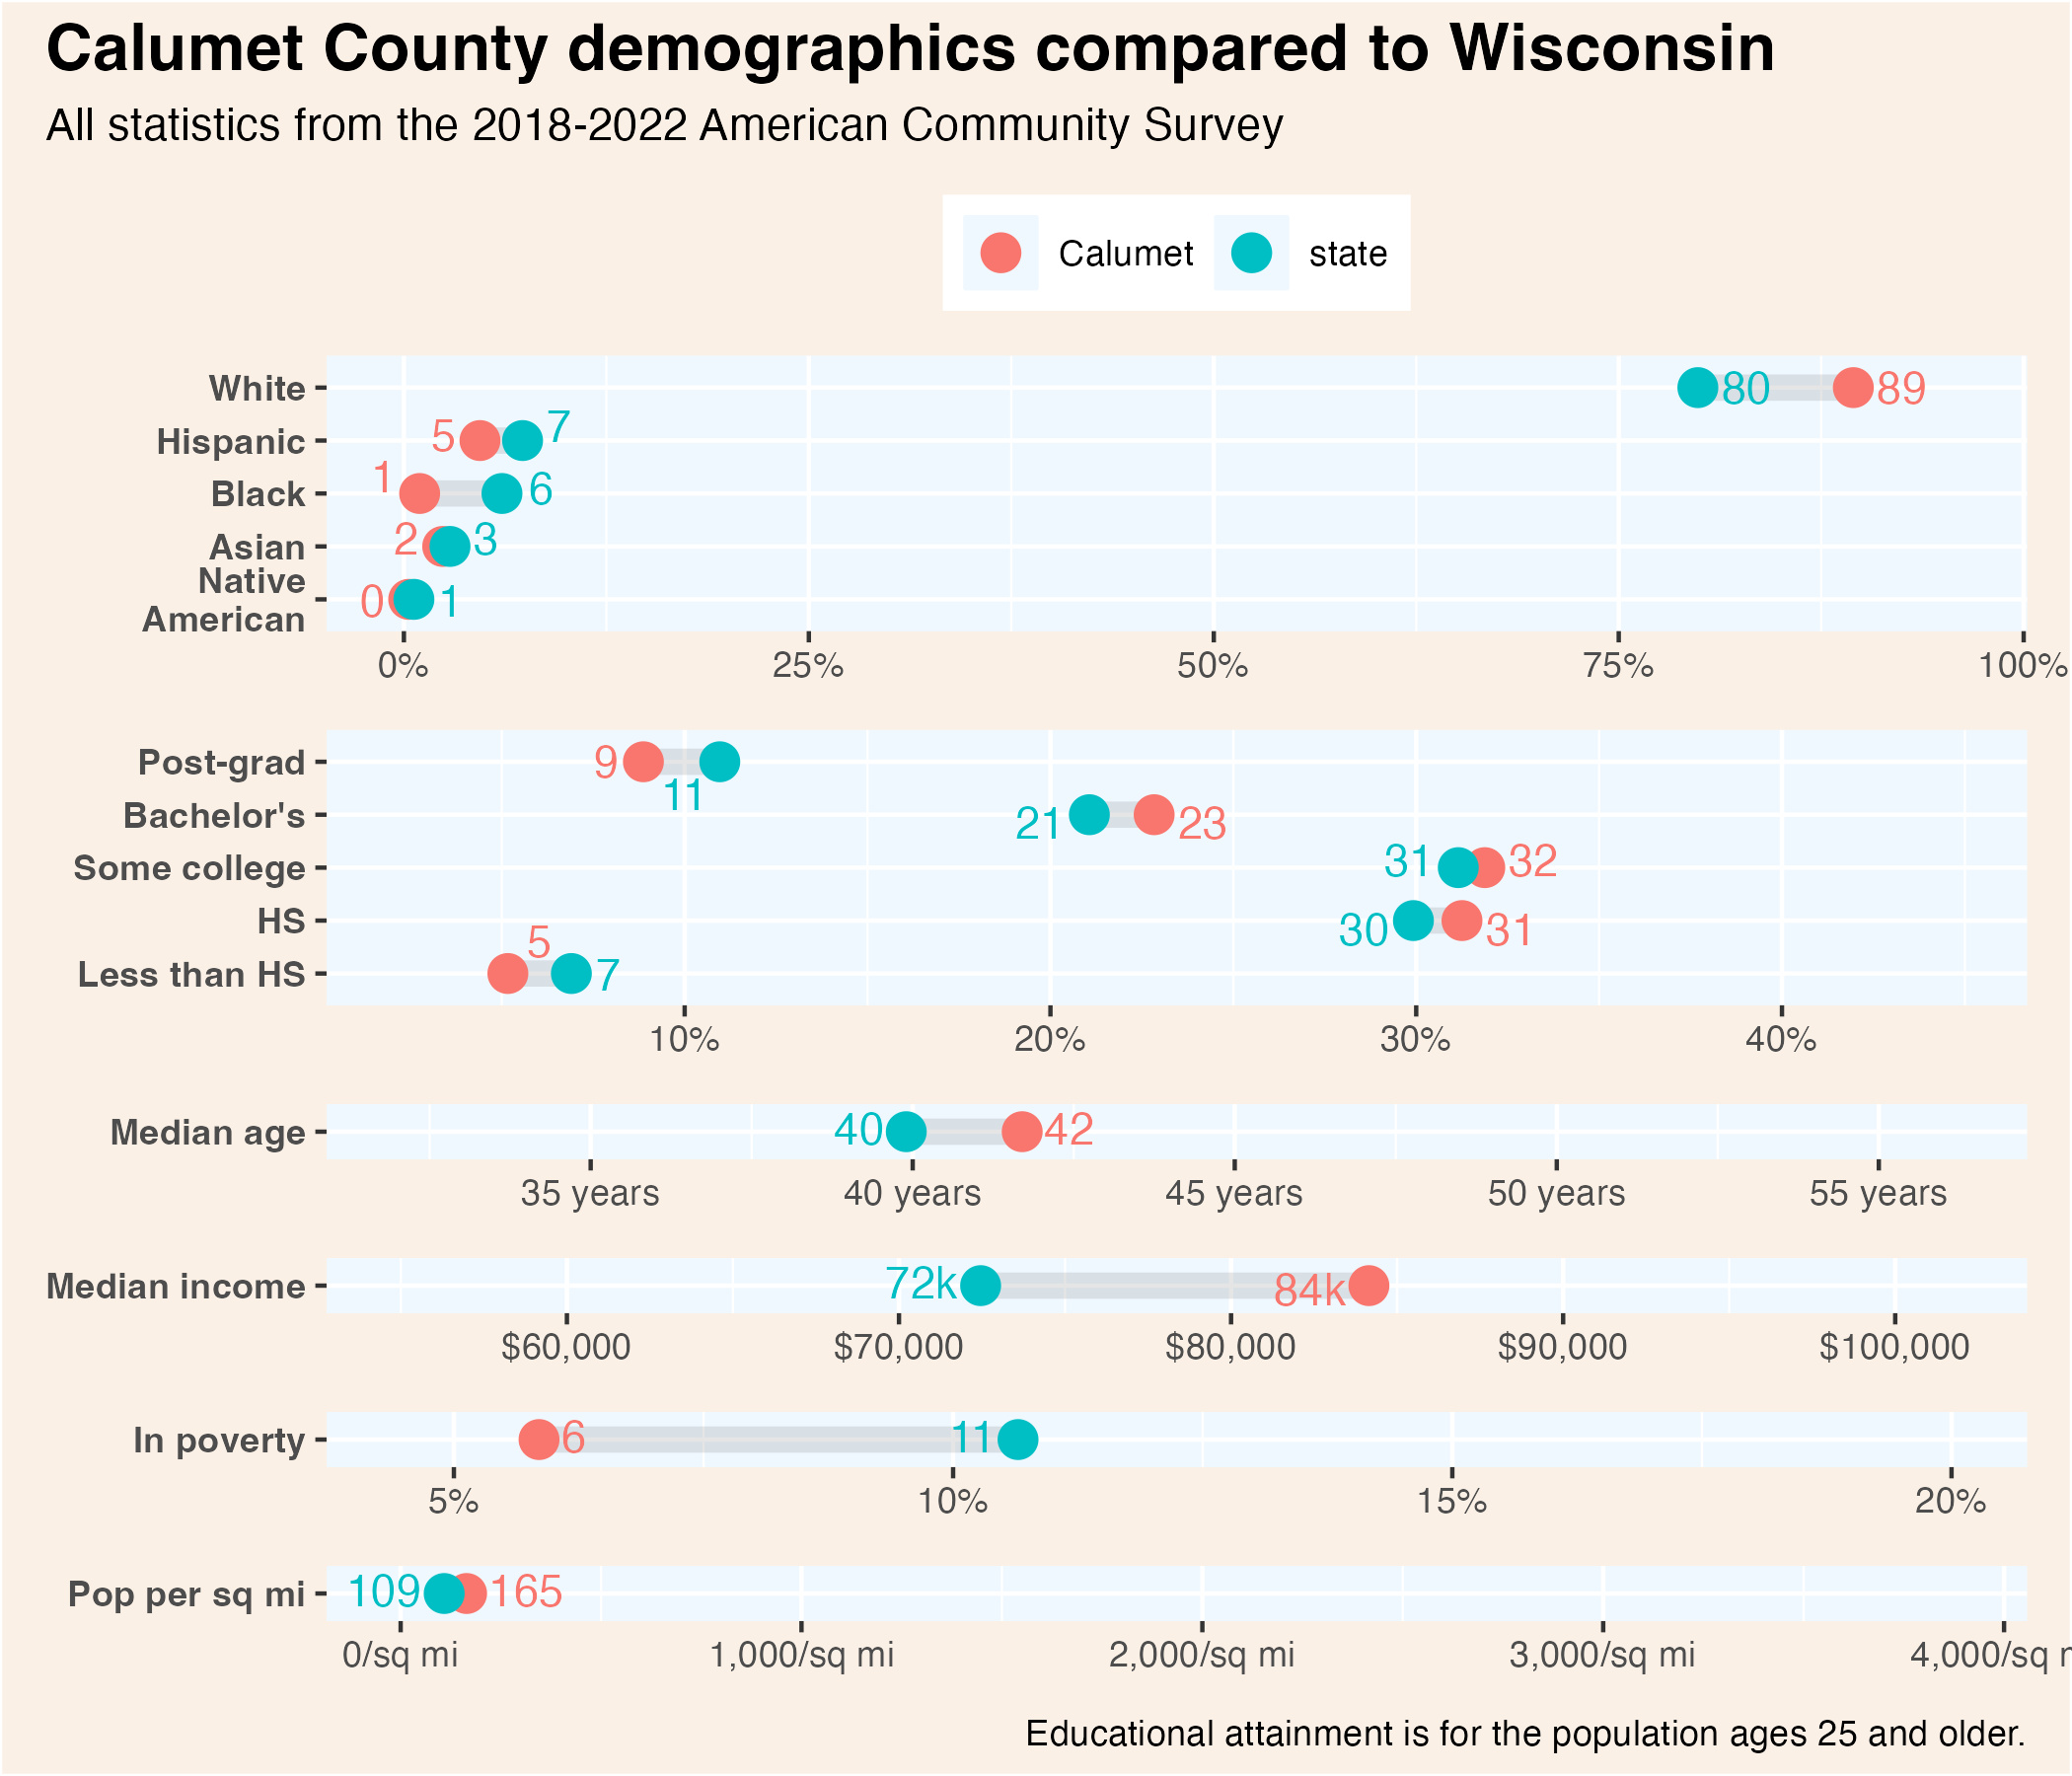 Calumet County demographics compared to Wisconsin
All statistics from the 2018-2022 American Community Survey
Calumet state
White 80 89
Hispanic 5 7
Black 1 6
Asian 2 3
Native
American
0 1
0% 25% 50% 75% 100%
Post-grad 9 11
Bachelor's 21 23
Some college 31 32
HS 30 31
Less than HS 5 7
10% 20% 30% 40%
Median age 40 42
35 years 40 years 45 years 50 years 55 years
Median income 72k 84k
$60,000 $70,000 $80,000 $90,000 $100,000
In poverty 6 11
5% 10% 15% 20%
Pop per sq mi 109 165
0/sq mi 1,000/sq mi 2,000/sq mi 3,000/sq mi 4,000/sq
Educational attainment is for the population ages 25 and older.